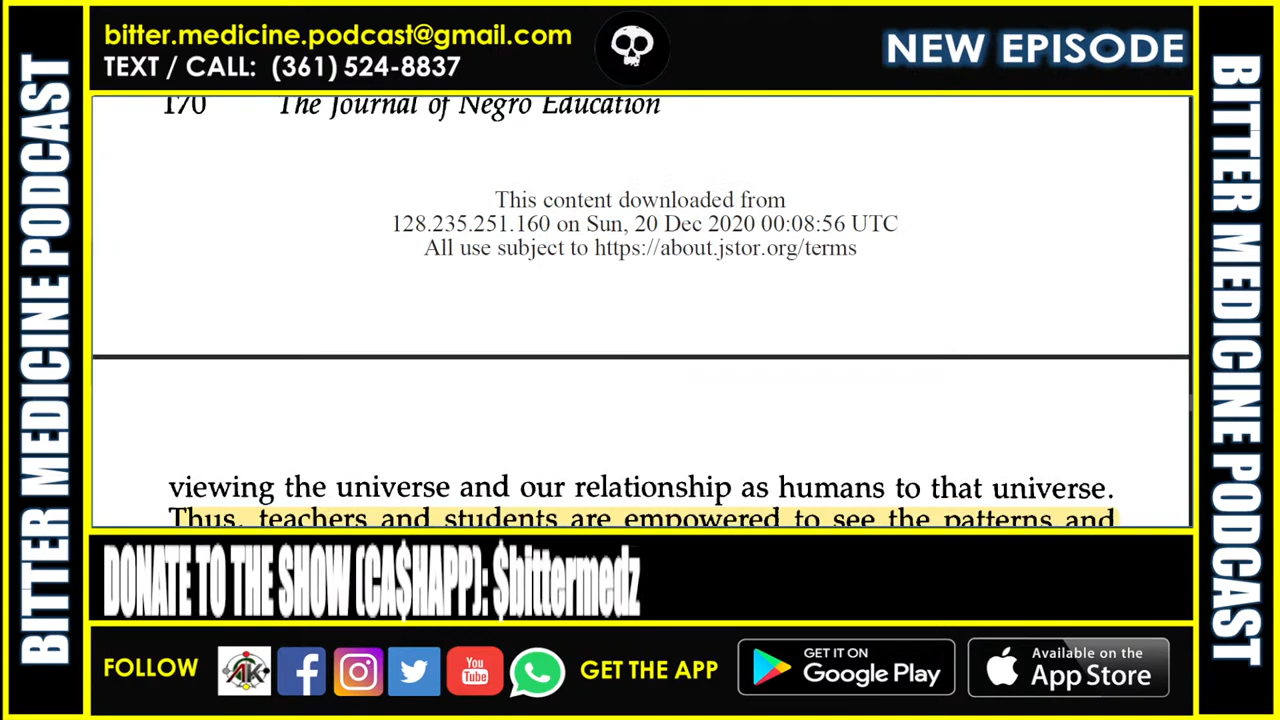 bitter.medicine.podcast@gmail.com
TEXT / CALL: (361) 524-8837
NEW EPISODE
BITTER MEDICINE PODCAST
170 The Journal of Negro Education
This content downloaded from
128.235.251.160 on Sun, 20 Dec 2020 00:08:56 UTC
All use subject to https://about.jstor.org/terms
viewing the universe and our relationship as humans to that universe.
Thus, teachers and students are empowered to see the patterns and
BITTER MEDICINE PODCAST
DONATE TO THE SHOW (CA$HAPP): $bittermedz
FOLLOW
ATK
You
Tube
GET THE APP
GET IT ON
Google Play
Available on the
App Store